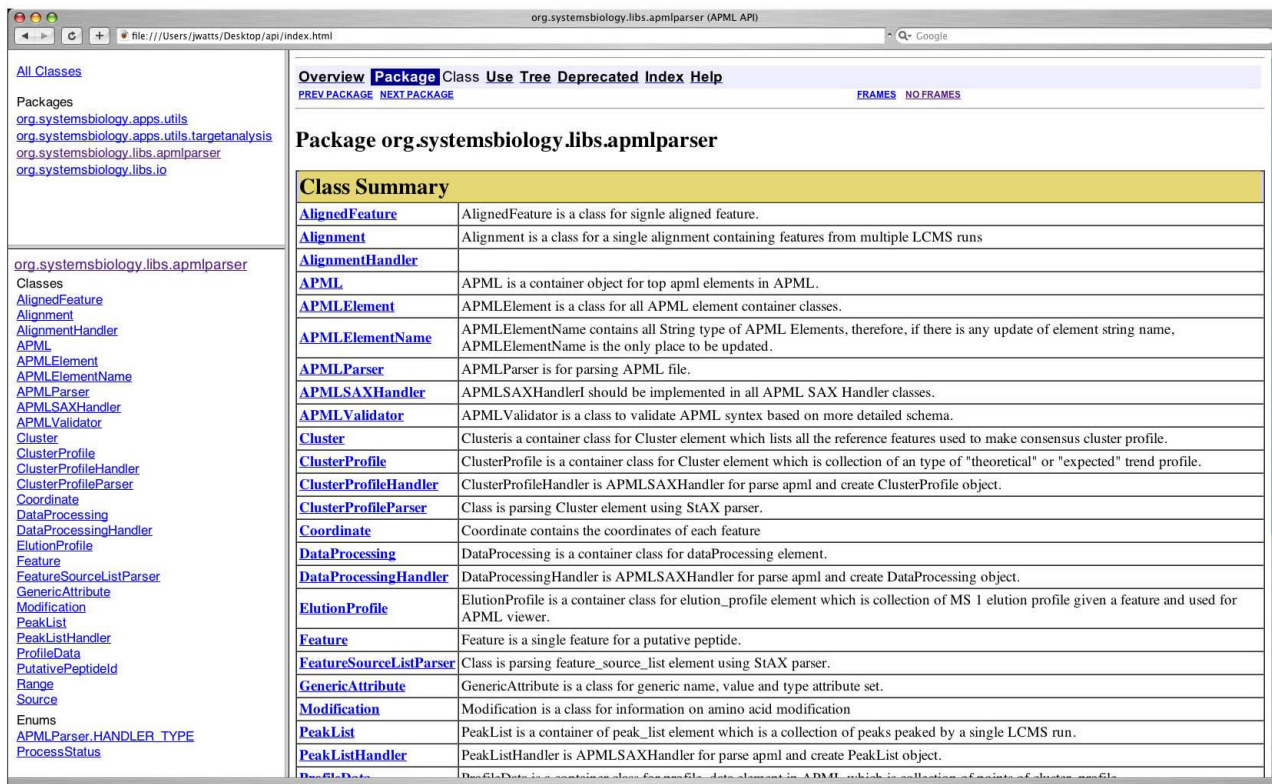 org.systemsbiology.libs.apmlparser (APML API)
file:///Users/jwatts/Desktop/api/index.html
Google
All Classes
Packages
org.systemsbiology.apps.utils
org.systemsbiology.apps.utils.targetanalysis
org.systemsbiology.libs.apmlparser
org.systemsbiology.libs.io
org.systemsbiology.libs.apmlparser
Classes
AlignedFeature
Alignment
AlignmentHandler
APML
APMLElement
APMLElementName
APMLParser
APMLSAXHandler
APMLValidator
Cluster
ClusterProfile
ClusterProfileHandler
ClusterProfileParser
Coordinate
DataProcessing
DataProcessingHandler
ElutionProfile
Feature
FeatureSourceListParser
GenericAttribute
Modification
PeakList
PeakListHandler
ProfileData
PutativePeptideId
Range
Source
Enums
APMLParser.HANDLER_TYPE
ProcessStatus
Overview Package Class Use Tree Deprecated Index Help
PREV PACKAGE NEXT PACKAGE FRAMES NO FRAMES
Package org.systemsbiology.libs.apmlparser
Class Summary
AlignedFeature AlignedFeature is a class for signle aligned feature.
Alignment Alignment is a class for a single alignment containing features from multiple LCMS runs
AlignmentHandler
APML APML is a container object for top apml elements in APML.
APMLElement APMLElement is a class for all APML element container classes.
APMLElementName APMLElementName contains all String type of APML Elements, therefore, if there is any update of element string name,
APMLElementName is the only place to be updated.
APMLParser APMLParser is for parsing APML file.
APMLSAXHandler APMLSAXHandlerI should be implemented in all APML SAX Handler classes.
APMLValidator APMLValidator is a class to validate APML syntex based on more detailed schema.
Cluster Clusteris a container class for Cluster element which lists all the reference features used to make consensus cluster profile.
ClusterProfile ClusterProfile is a container class for Cluster element which is collection of an type of "theoretical" or "expected" trend profile.
ClusterProfileHandler ClusterProfileHandler is APMLSAXHandler for parse apml and create ClusterProfile object.
ClusterProfileParser Class is parsing Cluster element using StAX parser.
Coordinate Coordinate contains the coordinates of each feature
DataProcessing DataProcessing is a container class for dataProcessing element.
DataProcessingHandler DataProcessingHandler is APMLSAXHandler for parse apml and create DataProcessing object.
ElutionProfile ElutionProfile is a container class for elution_profile element which is collection of MS 1 elution profile given a feature and used for
APML viewer.
Feature Feature is a single feature for a putative peptide.
FeatureSourceListParser Class is parsing feature_source_list element using StAX parser.
GenericAttribute GenericAttribute is a class for generic name, value and type attribute set.
Modification Modification is a class for information on amino acid modification
PeakList PeakList is a container of peak_list element which is a collection of peaks peaked by a single LCMS run.
PeakListHandler PeakListHandler is APMLSAXHandler for parse apml and create PeakList object.
ProfileData ProfileData is a container class for profile_data element in APML which is collection of points of cluster_profile